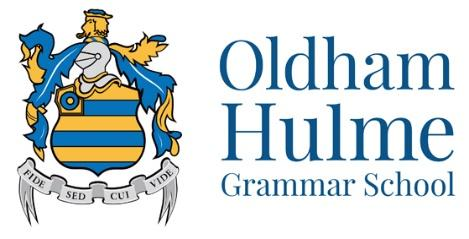 Oldham
Hulme
Grammar School
FIDE SED CUI VIDE